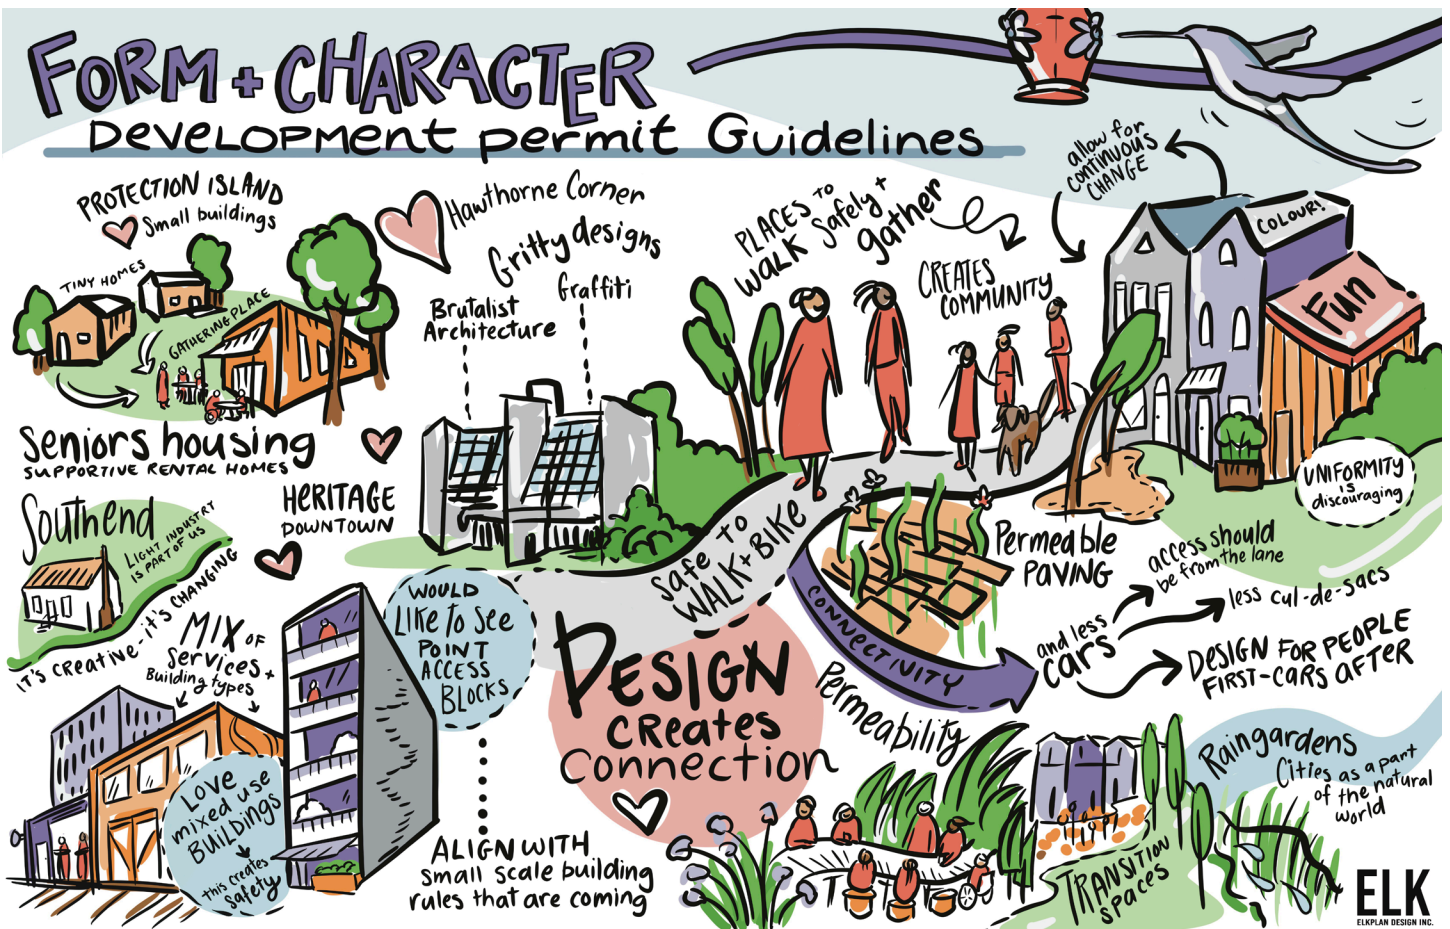 FORM + CHARACTER
DEVELOPMENT PERMIT GUIDELINES
PROTECTION ISLAND
Small buildings
TINY HOMES
GATHERING PLACE
Seniors housing
SUPPORTIVE RENTAL HOMES
Hawthorne Corner
Gritty designs
Graffiti
Brutalist
Architecture
HERITAGE
DOWNTOWN
PLACES TO
WALK Safely +
gather
CREATES
COMMUNITY
allow for
continuous
CHANGE
COLOUR!
Fun
UNIFORMITY
IS
discouraging
Southend
LIGHT INDUSTRY
IS PART OF US
IT'S CREATIVE - IT'S CHANGING
MIX OF
Services +
Building types
LOVE
mixed use
BUILDINGS
this creates
Safety
WOULD
LIKE to See
POINT
ACCESS
BLOCKS
ALIGN WITH
small scale building
rules that are coming
Safe to
WALK + BIKE
DESIGN
CREATES
Connection
Permeable
PAVING
CONNECTIVITY
Permeability
and less
cars
access should
be from the lane
less cul-de-sacs
DESIGN FOR PEOPLE
FIRST-CARS AFTER
Raingardens
Cities as a part
of the natural
world
TRANSITION
Spaces
ELK
ELKPLAN DESIGN INC.